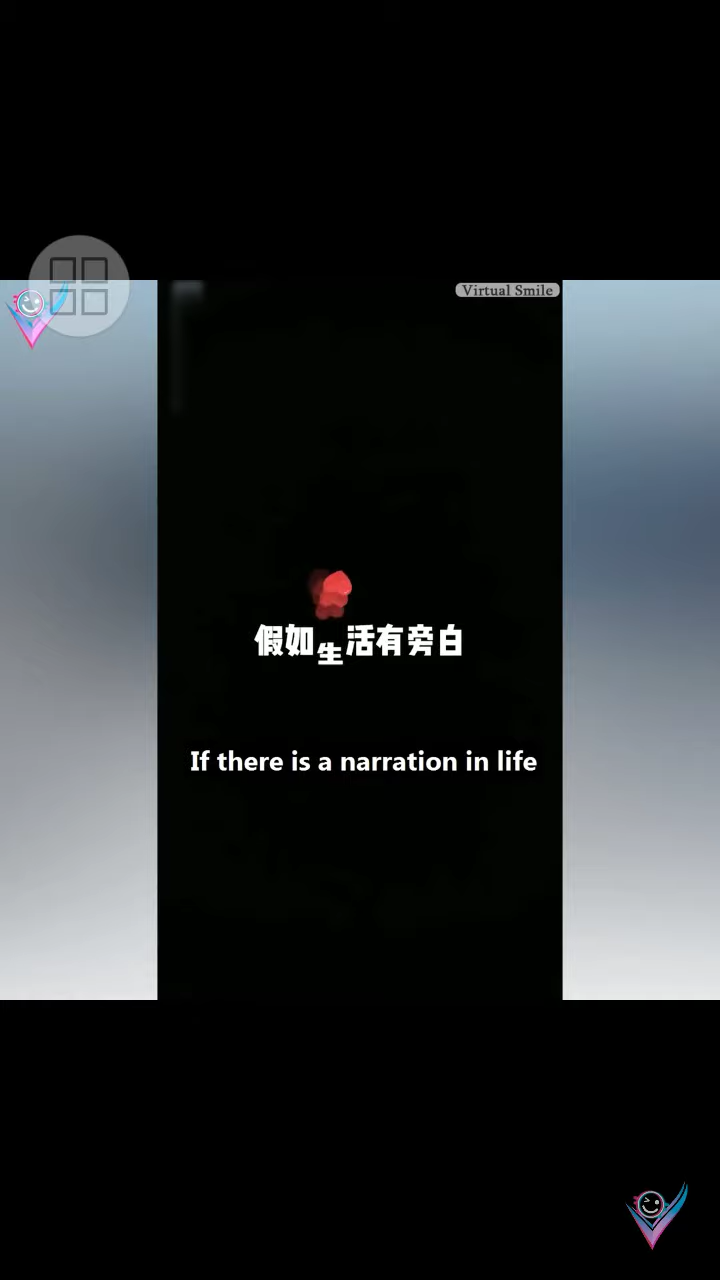 Virtual Smile
假如生活有旁白
If there is a narration in life